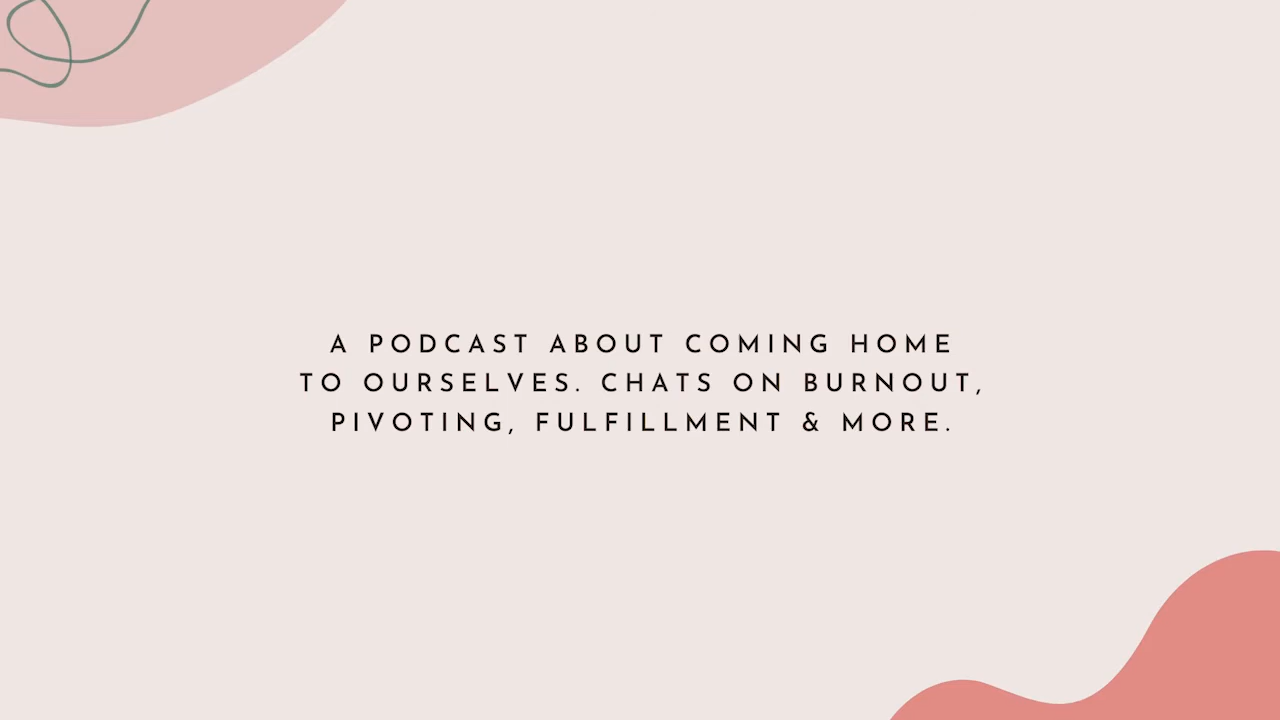 A PODCAST ABOUT COMING HOME
TO OURSELVES. CHATS ON BURNOUT,
PIVOTING, FULFILLMENT & MORE.